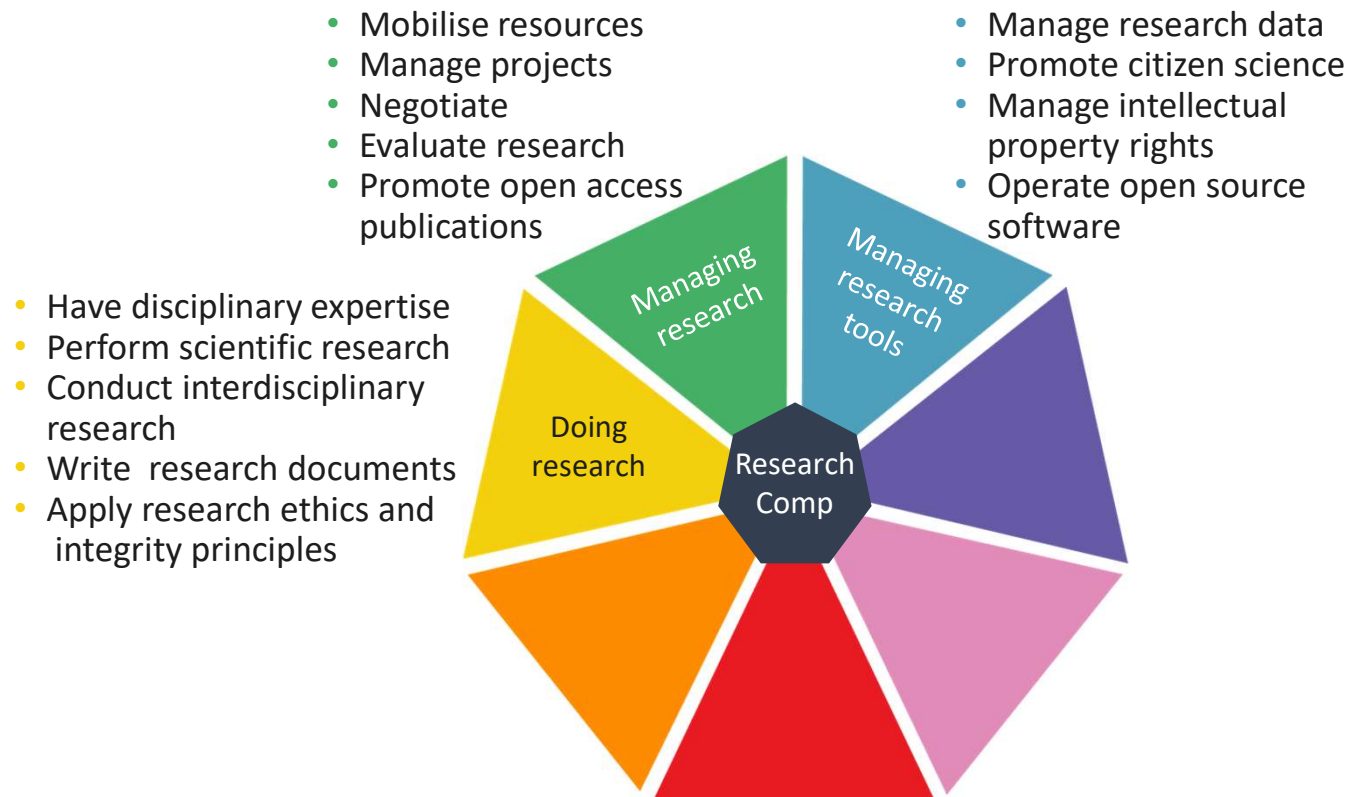 • Mobilise resources
• Manage projects
• Negotiate
• Evaluate research
• Promote open access
publications
• Manage research data
• Promote citizen science
• Manage intellectual
property rights
• Operate open source
software
• Have disciplinary expertise
• Perform scientific research
• Conduct interdisciplinary
research
• Write  research documents
• Apply research ethics and
integrity principles
Managing
research
Managing
research
tools
Doing
research
Research
Comp